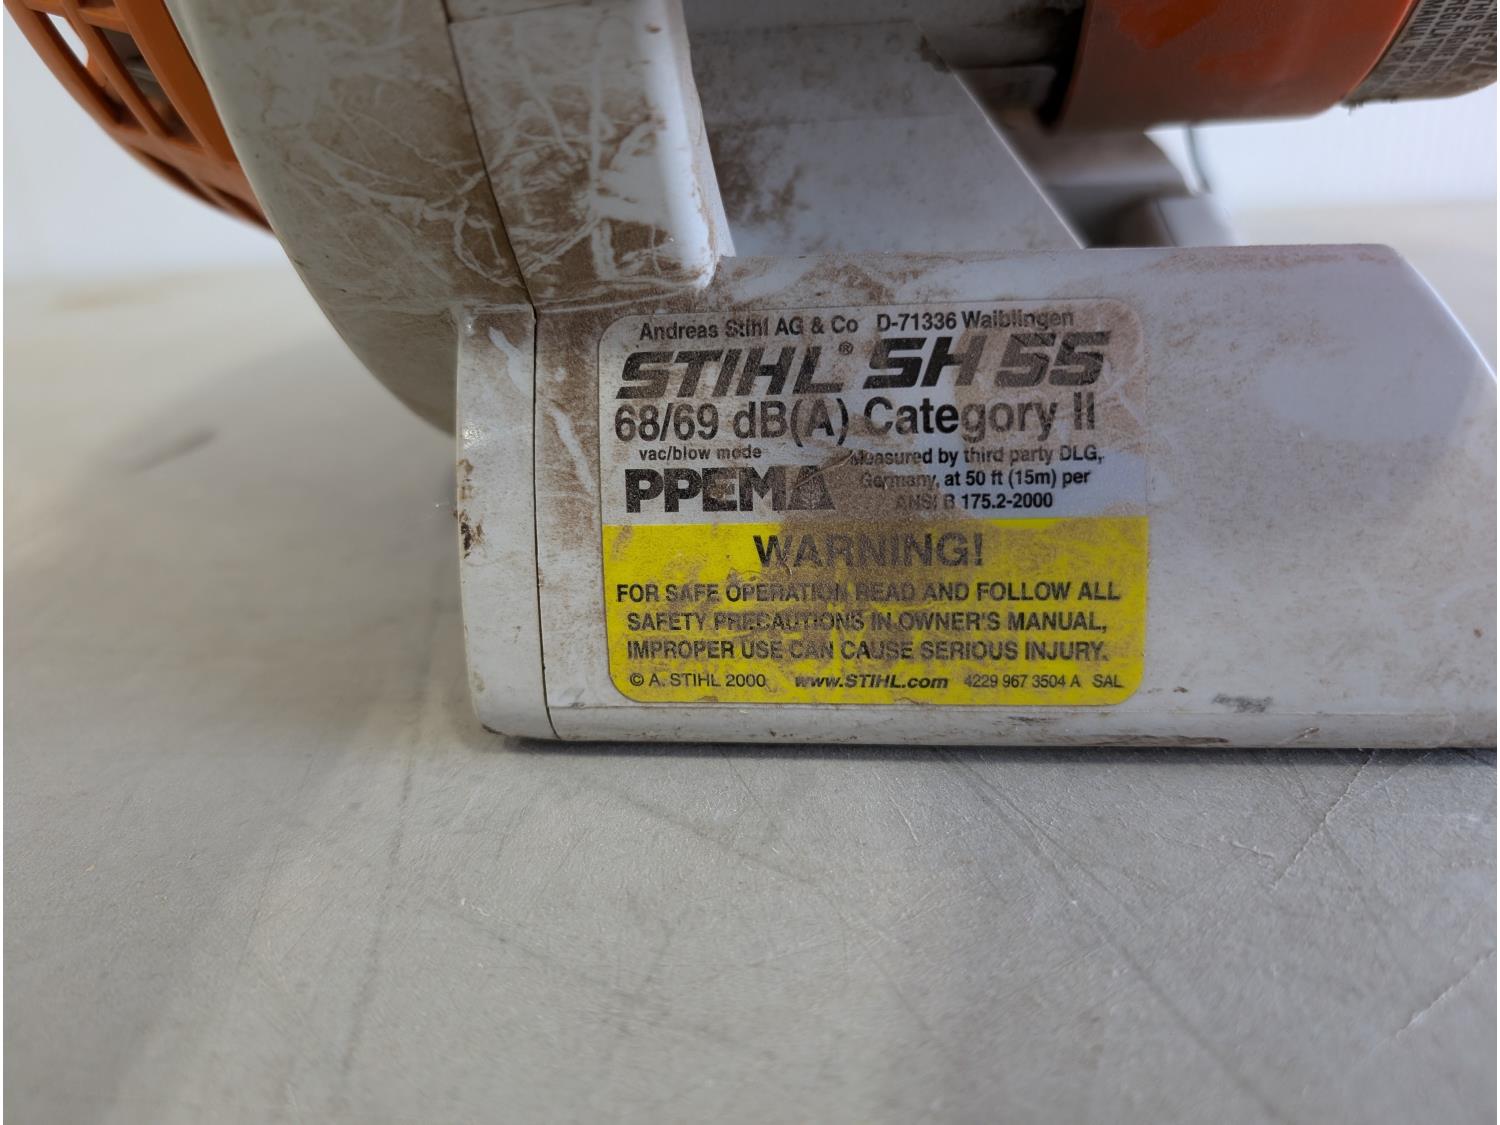 Andreas Stihl AG & Co D-71336 Waiblingen
STIHL® SH 55
68/69 dB(A) Category II
vac/blow mode
PPEMA
Measured by third party DLG,
Germany, at 50 ft (15m) per
ANSI B 175.2-2000
WARNING!
FOR SAFE OPERATION READ AND FOLLOW ALL
SAFETY PRECAUTIONS IN OWNER'S MANUAL,
IMPROPER USE CAN CAUSE SERIOUS INJURY.
© A. STIHL 2000 www.STIHL.com 4229 967 3504 A SAL